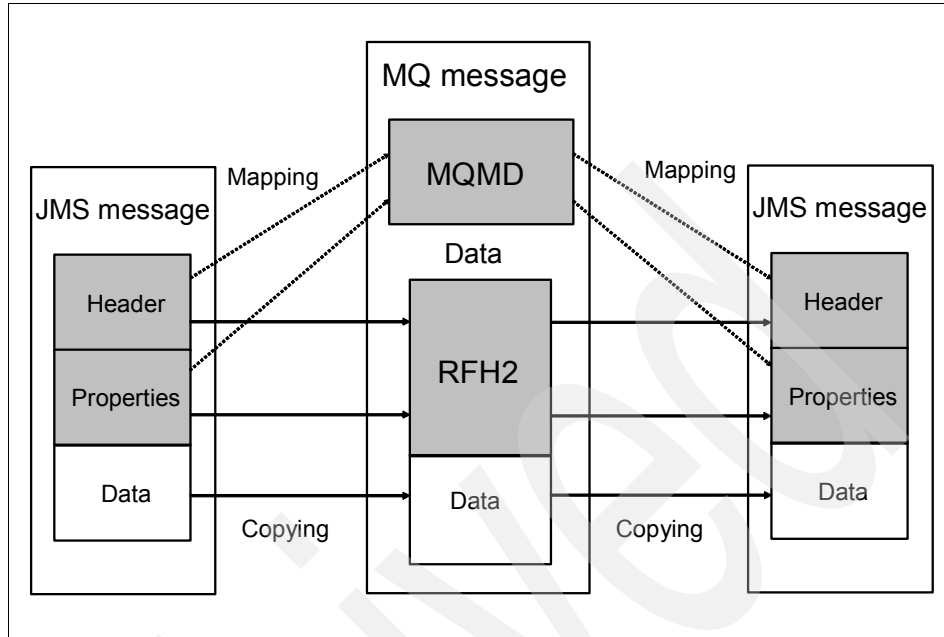 MQ message
MQMD
Data
RFH2
Data
Mapping
Copying
JMS message
Header
Properties
Data
Mapping
Copying
JMS message
Header
Properties
Data